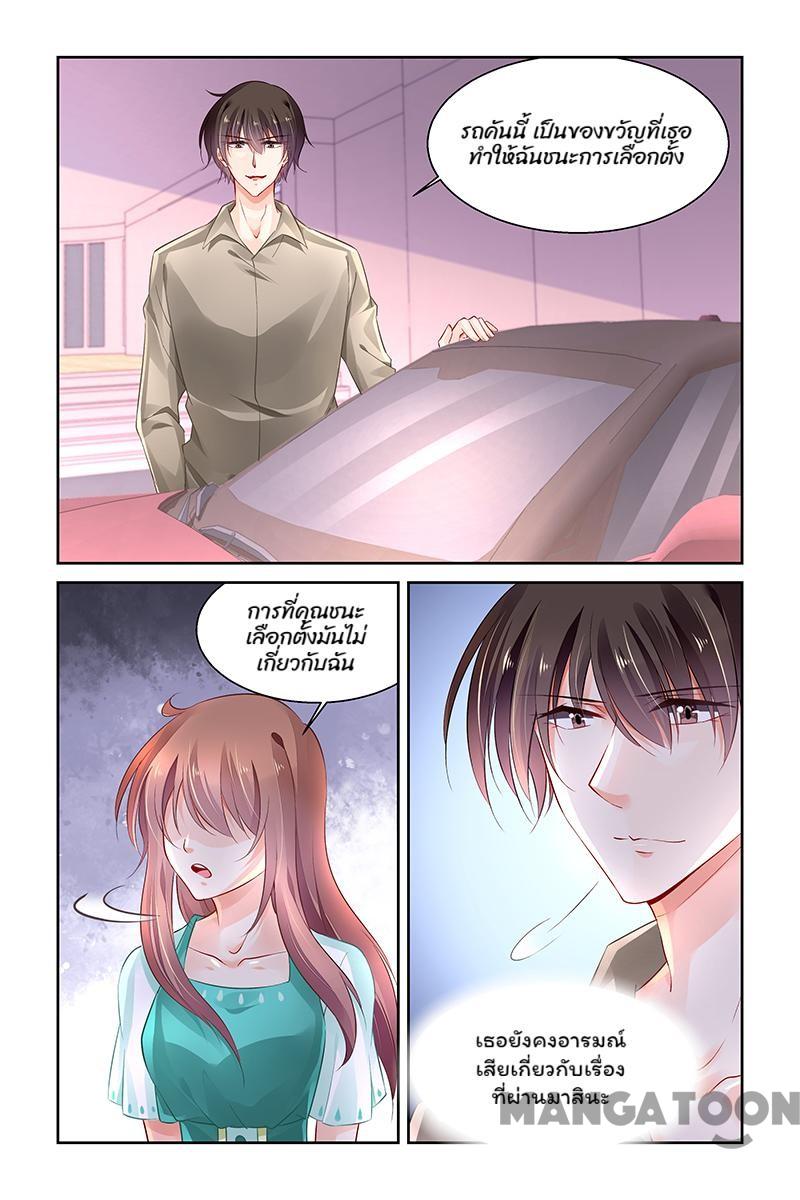 รถคันนี้ เป็นของขวัญที่เธอ
ทำให้ฉันชนะการเลือกตั้ง
การที่คุณชนะ
เลือกตั้งมันไม่
เกี่ยวกับฉัน
เธอยังคงอารมณ์
เสียเกี่ยวกับเรื่อง
ที่ผ่านมาสินะ
MANGATOON